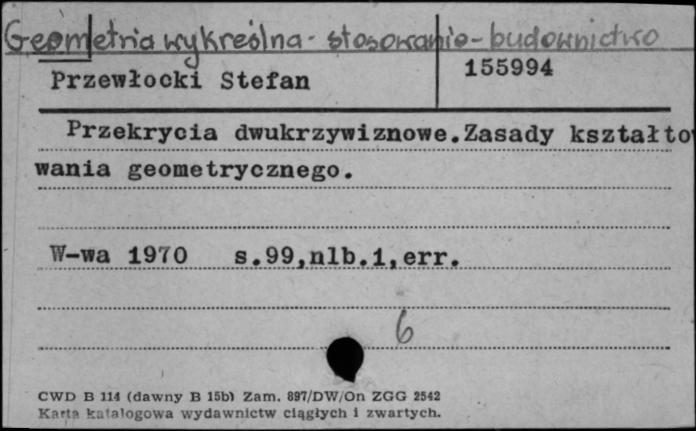 Geometria wykreślna - stosowanie - budownictwo
Przewłocki Stefan 155994
Przekrycia dwukrzywiznowe.Zasady kształto
wania geometrycznego.
W-wa 1970 s.99,nlb.1,err.
6
CWD B 114 (dawny B 15b) Zam. 897/DW/On ZGG 2542
Karta katalogowa wydawnictw ciągłych i zwartych.